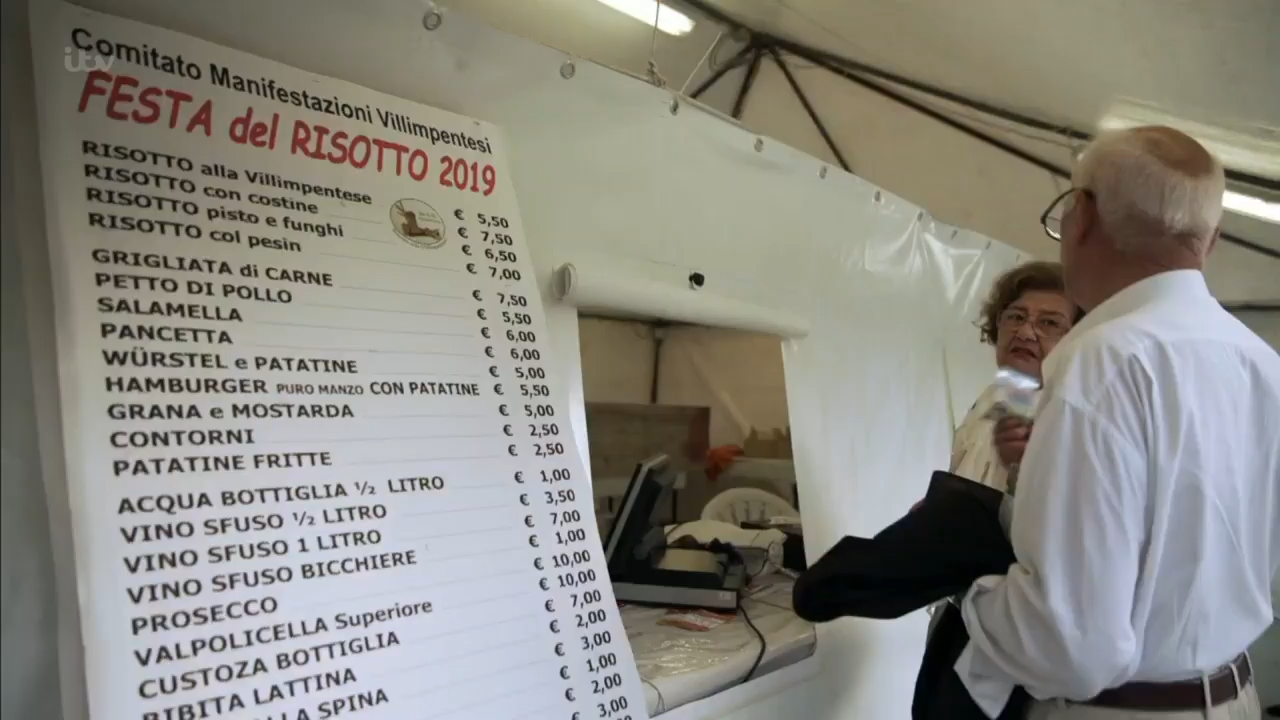 itv
Comitato Manifestazioni Villimpentesi
FESTA del RISOTTO 2019
RISOTTO alla Villimpentese € 5,50
RISOTTO con costine € 7,50
RISOTTO pisto e funghi € 6,50
RISOTTO col pesin € 7,00
GRIGLIATA di CARNE € 7,50
PETTO DI POLLO € 5,50
SALAMELLA € 6,00
PANCETTA € 6,00
WÜRSTEL e PATATINE € 5,00
HAMBURGER PURO MANZO CON PATATINE € 5,50
GRANA e MOSTARDA € 5,00
CONTORNI € 2,50
PATATINE FRITTE € 2,50
ACQUA BOTTIGLIA ½ LITRO € 1,00
VINO SFUSO ½ LITRO € 3,50
VINO SFUSO 1 LITRO € 7,00
VINO SFUSO BICCHIERE € 1,00
PROSECCO € 10,00
VALPOLICELLA Superiore € 10,00
CUSTOZA BOTTIGLIA € 7,00
BIBITA LATTINA € 2,00
ALLA SPINA € 3,00
€ 1,00
€ 2,00
€ 3,00